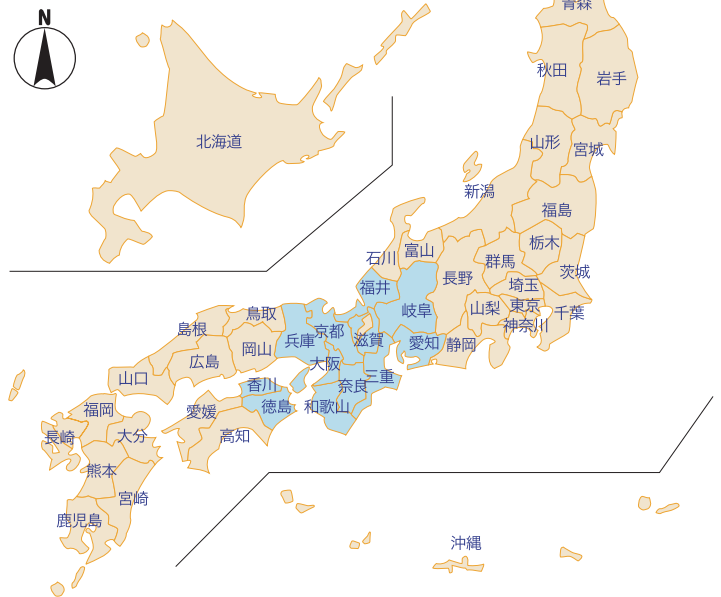 N
青森
秋田
岩手
北海道
山形
宮城
新潟
福島
石川
富山
栃木
群馬
茨城
長野
福井
埼玉
岐阜
山梨
東京
千葉
鳥取
神奈川
島根
京都
兵庫
滋賀
愛知
静岡
岡山
広島
大阪
山口
三重
香川
奈良
福岡
愛媛
徳島
和歌山
長崎
大分
高知
熊本
宮崎
鹿児島
沖縄